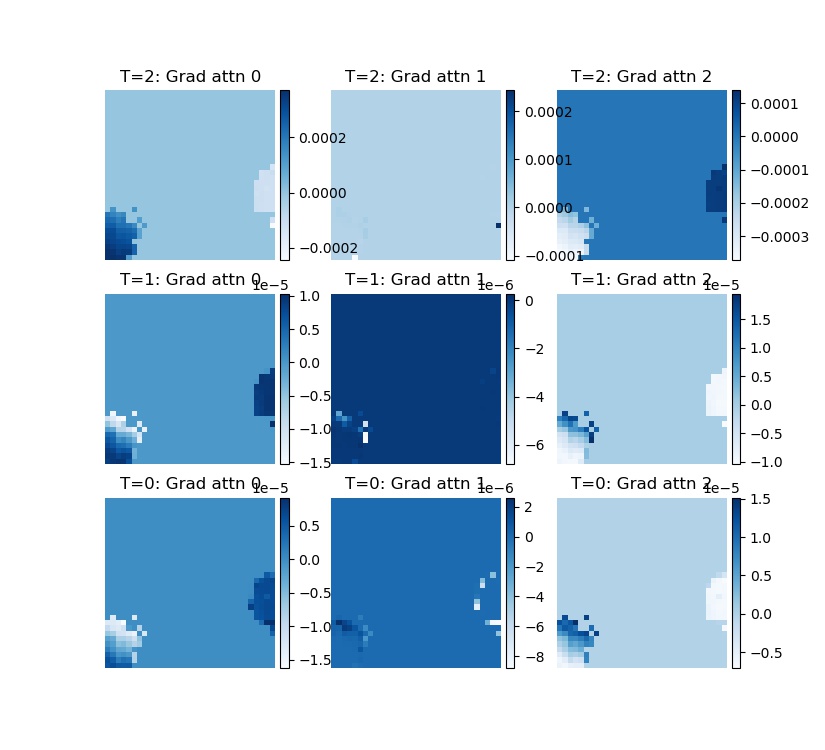 T=2: Grad attn 0
T=2: Grad attn 1
T=2: Grad attn 2
0.0002
0.0000
−0.0002
0.0002
0.0001
0.0000
−0.0001
0.0001
0.0000
−0.0001
−0.0002
−0.0003
T=1: Grad attn 0
1e−5
T=1: Grad attn 1
1e−6
T=1: Grad attn 2
1e−5
1.0
0.5
0.0
−0.5
−1.0
−1.5
0
−2
−4
−6
1.5
1.0
0.5
0.0
−0.5
−1.0
T=0: Grad attn 0
1e−5
T=0: Grad attn 1
1e−6
T=0: Grad attn 2
1e−5
0.5
0.0
−0.5
−1.0
−1.5
2
0
−2
−4
−6
−8
1.5
1.0
0.5
0.0
−0.5